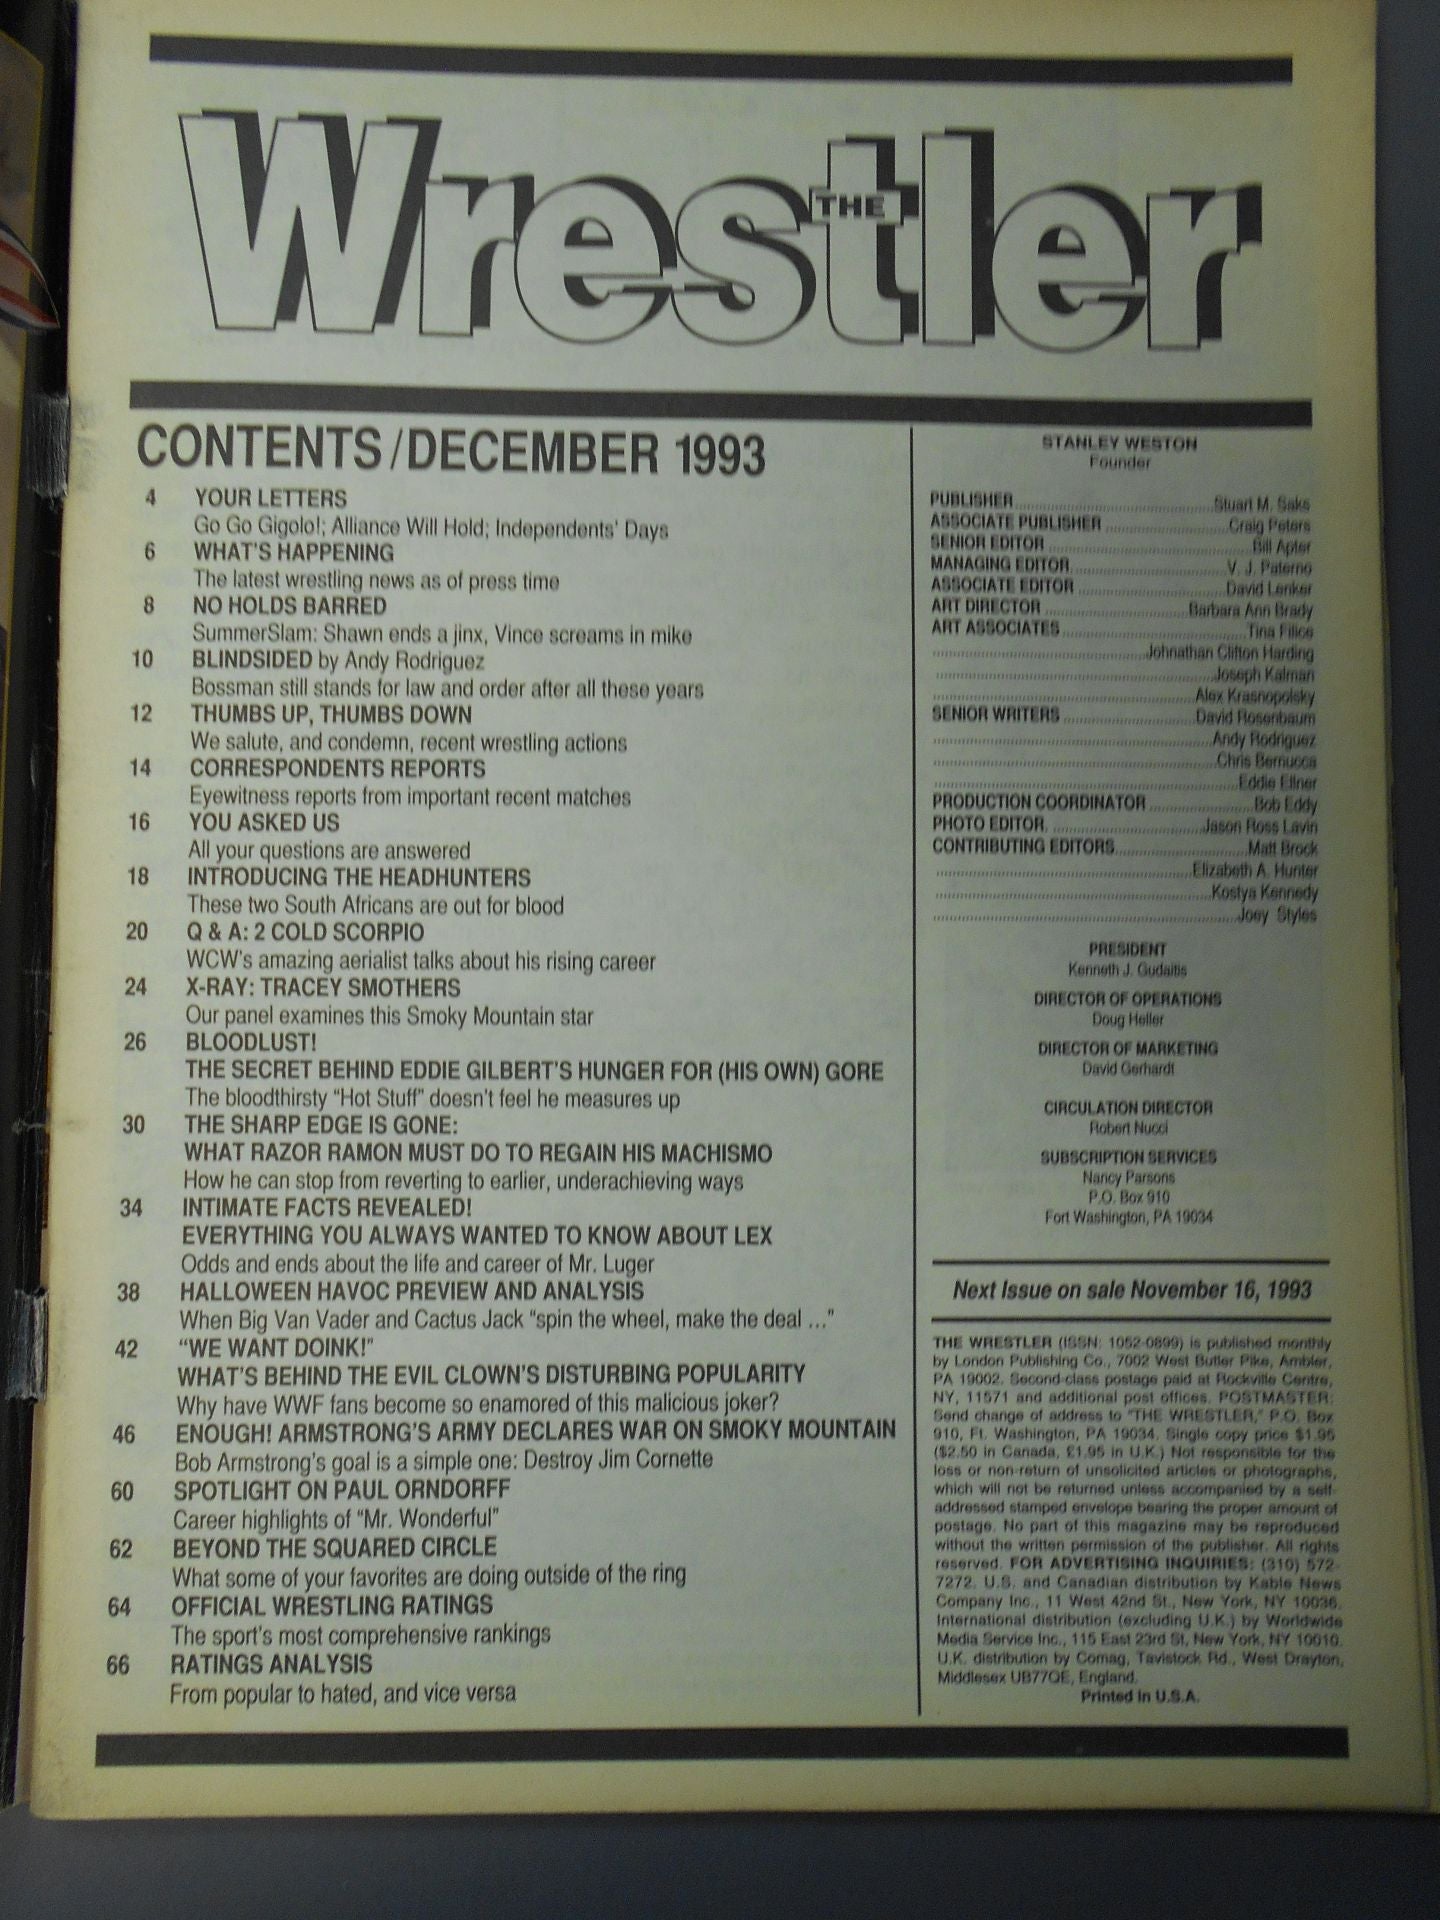 THE
Wrestler
CONTENTS/DECEMBER 1993
4 YOUR LETTERS
Go Go Gigolo!; Alliance Will Hold; Independents' Days
6 WHAT'S HAPPENING
The latest wrestling news as of press time
8 NO HOLDS BARRED
SummerSlam: Shawn ends a jinx, Vince screams in mike
10 BLINDSIDED by Andy Rodriguez
Bossman still stands for law and order after all these years
12 THUMBS UP, THUMBS DOWN
We salute, and condemn, recent wrestling actions
14 CORRESPONDENTS REPORTS
Eyewitness reports from important recent matches
16 YOU ASKED US
All your questions are answered
18 INTRODUCING THE HEADHUNTERS
These two South Africans are out for blood
20 Q & A: 2 COLD SCORPIO
WCW's amazing aerialist talks about his rising career
24 X-RAY: TRACEY SMOTHERS
Our panel examines this Smoky Mountain star
26 BLOODLUST!
THE SECRET BEHIND EDDIE GILBERT'S HUNGER FOR (HIS OWN) GORE
The bloodthirsty "Hot Stuff" doesn't feel he measures up
30 THE SHARP EDGE IS GONE:
WHAT RAZOR RAMON MUST DO TO REGAIN HIS MACHISMO
How he can stop from reverting to earlier, underachieving ways
34 INTIMATE FACTS REVEALED!
EVERYTHING YOU ALWAYS WANTED TO KNOW ABOUT LEX
Odds and ends about the life and career of Mr. Luger
38 HALLOWEEN HAVOC PREVIEW AND ANALYSIS
When Big Van Vader and Cactus Jack "spin the wheel, make the deal ..."
42 "WE WANT DOINK!"
WHAT'S BEHIND THE EVIL CLOWN'S DISTURBING POPULARITY
Why have WWF fans become so enamored of this malicious joker?
46 ENOUGH! ARMSTRONG'S ARMY DECLARES WAR ON SMOKY MOUNTAIN
Bob Armstrong's goal is a simple one: Destroy Jim Cornette
60 SPOTLIGHT ON PAUL ORNDORFF
Career highlights of "Mr. Wonderful"
62 BEYOND THE SQUARED CIRCLE
What some of your favorites are doing outside of the ring
64 OFFICIAL WRESTLING RATINGS
The sport's most comprehensive rankings
66 RATINGS ANALYSIS
From popular to hated, and vice versa
STANLEY WESTON
Founder
PUBLISHER Stuart M. Saks
ASSOCIATE PUBLISHER Craig Peters
SENIOR EDITOR Bill Apter
MANAGING EDITOR V. J. Paterno
ASSOCIATE EDITOR David Lenker
ART DIRECTOR Barbara Ann Brady
ART ASSOCIATES Tina Filice
Johnathan Clifton Harding
Joseph Kalman
Alex Krasnopolsky
SENIOR WRITERS David Rosenbaum
Andy Rodriguez
Chris Bernucca
Eddie Ellner
PRODUCTION COORDINATOR Bob Eddy
PHOTO EDITOR Jason Ross Lavin
CONTRIBUTING EDITORS Matt Brock
Elizabeth A. Hunter
Kostya Kennedy
Joey Styles
PRESIDENT
Kenneth J. Gudaitis
DIRECTOR OF OPERATIONS
Doug Heller
DIRECTOR OF MARKETING
David Gerhardt
CIRCULATION DIRECTOR
Robert Nucci
SUBSCRIPTION SERVICES
Nancy Parsons
P.O. Box 910
Fort Washington, PA 19034
Next Issue on sale November 16, 1993
THE WRESTLER (ISSN: 1052-0899) is published monthly
by London Publishing Co., 7002 West Butler Pike, Ambler,
PA 19002. Second-class postage paid at Rockville Centre,
NY, 11571 and additional post offices. POSTMASTER:
Send change of address to "THE WRESTLER," P.O. Box
910, Ft. Washington, PA 19034. Single copy price $1.95
($2.50 in Canada, £1.95 in U.K.) Not responsible for the
loss or non-return of unsolicited articles or photographs,
which will not be returned unless accompanied by a self-
addressed stamped envelope bearing the proper amount of
postage. No part of this magazine may be reproduced
without the written permission of the publisher. All rights
reserved. FOR ADVERTISING INQUIRIES: (310) 572-
7272. U.S. and Canadian distribution by Kable News
Company Inc., 11 West 42nd St., New York, NY 10036.
International distribution (excluding U.K.) by Worldwide
Media Service Inc., 115 East 23rd St, New York, NY 10010.
U.K. distribution by Comag, Tavistock Rd., West Drayton,
Middlesex UB77QE, England.
Printed in U.S.A.